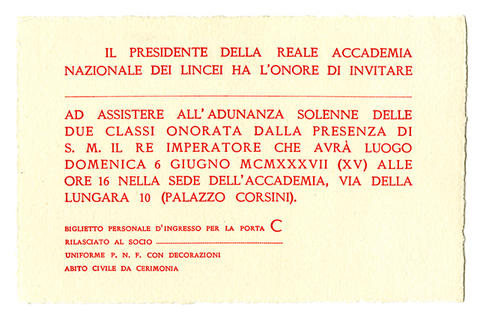 IL PRESIDENTE DELLA REALE ACCADEMIA
NAZIONALE DEI LINCEI HA L'ONORE DI INVITARE
AD ASSISTERE ALL'ADUNANZA SOLENNE DELLE
DUE CLASSI ONORATA DALLA PRESENZA DI
S. M. IL RE IMPERATORE CHE AVRÀ LUOGO
DOMENICA 6 GIUGNO MCMXXXVII (XV) ALLE
ORE 16 NELLA SEDE DELL'ACCADEMIA, VIA DELLA
LUNGARA 10 (PALAZZO CORSINI).
BIGLIETTO PERSONALE D'INGRESSO PER LA PORTA C
RILASCIATO AL SOCIO
UNIFORME P. N. F. CON DECORAZIONI
ABITO CIVILE DA CERIMONIA